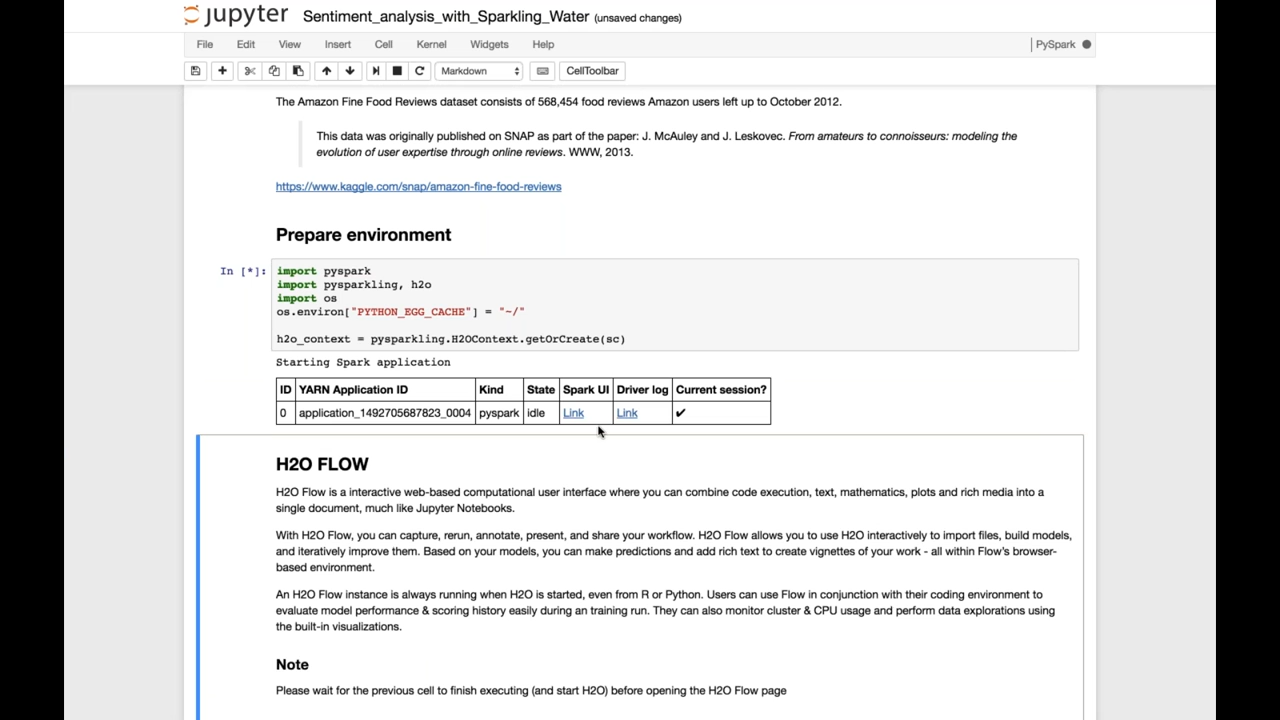 jupyter Sentiment_analysis_with_Sparkling_Water (unsaved changes)
File Edit View Insert Cell Kernel Widgets Help PySpark
Markdown CellToolbar
The Amazon Fine Food Reviews dataset consists of 568,454 food reviews Amazon users left up to October 2012.
This data was originally published on SNAP as part of the paper: J. McAuley and J. Leskovec. From amateurs to connoisseurs: modeling the
evolution of user expertise through online reviews. WWW, 2013.
https://www.kaggle.com/snap/amazon-fine-food-reviews
Prepare environment
In [*]: import pyspark
import pysparkling, h2o
import os
os.environ["PYTHON_EGG_CACHE"] = "~/"
h2o_context = pysparkling.H2OContext.getOrCreate(sc)
Starting Spark application
ID YARN Application ID Kind State Spark UI Driver log Current session?
0 application_1492705687823_0004 pyspark idle Link Link ✔
H2O FLOW
H2O Flow is a interactive web-based computational user interface where you can combine code execution, text, mathematics, plots and rich media into a
single document, much like Jupyter Notebooks.
With H2O Flow, you can capture, rerun, annotate, present, and share your workflow. H2O Flow allows you to use H2O interactively to import files, build models,
and iteratively improve them. Based on your models, you can make predictions and add rich text to create vignettes of your work - all within Flow's browser-
based environment.
An H2O Flow instance is always running when H2O is started, even from R or Python. Users can use Flow in conjunction with their coding environment to
evaluate model performance & scoring history easily during an training run. They can also monitor cluster & CPU usage and perform data explorations using
the built-in visualizations.
Note
Please wait for the previous cell to finish executing (and start H2O) before opening the H2O Flow page